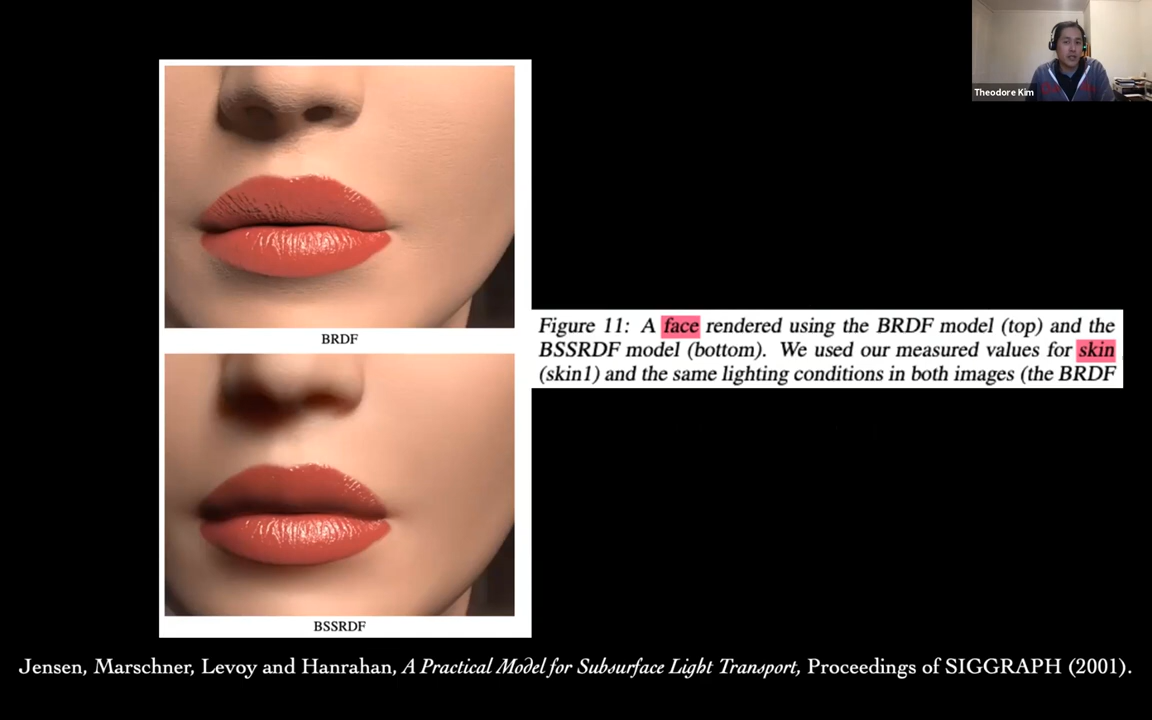 Theodore Kim
BRDF
Figure 11: A face rendered using the BRDF model (top) and the
BSSRDF model (bottom). We used our measured values for skin
(skin1) and the same lighting conditions in both images (the BRDF
BSSRDF
Jensen, Marschner, Levoy and Hanrahan, A Practical Model for Subsurface Light Transport, Proceedings of SIGGRAPH (2001).